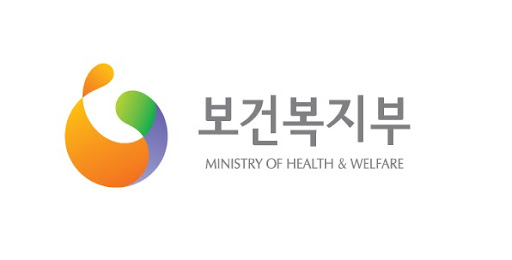 보건복지부
MINISTRY OF HEALTH & WELFARE